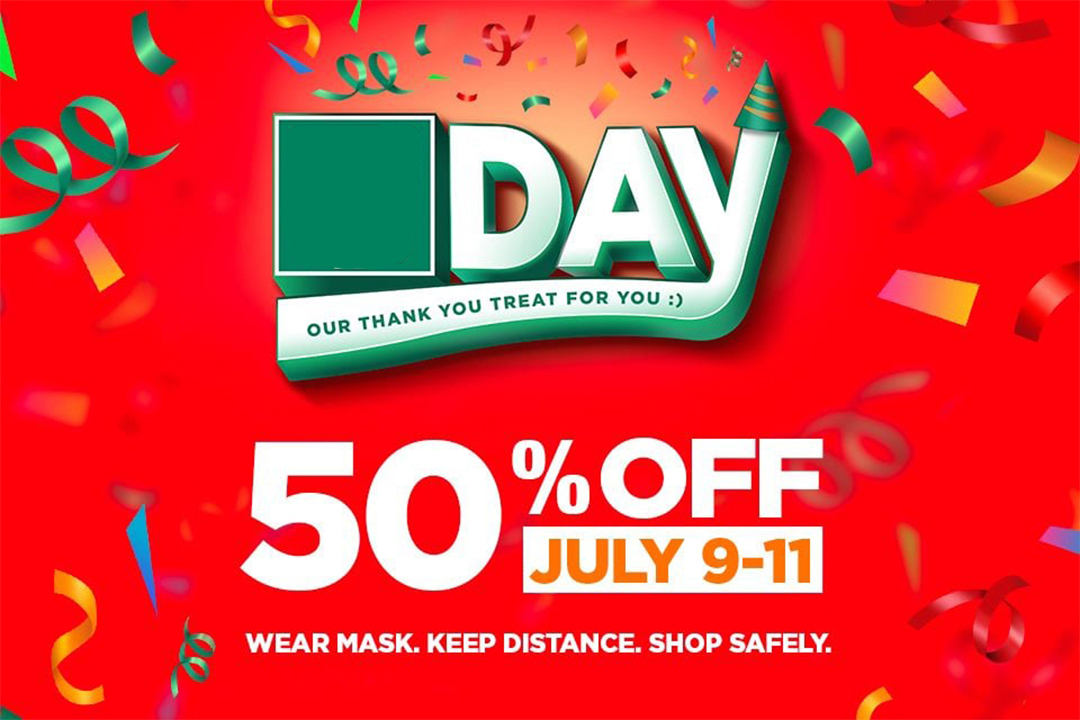 DAY
OUR THANK YOU TREAT FOR YOU :)
50%OFF
JULY 9-11
WEAR MASK. KEEP DISTANCE. SHOP SAFELY.